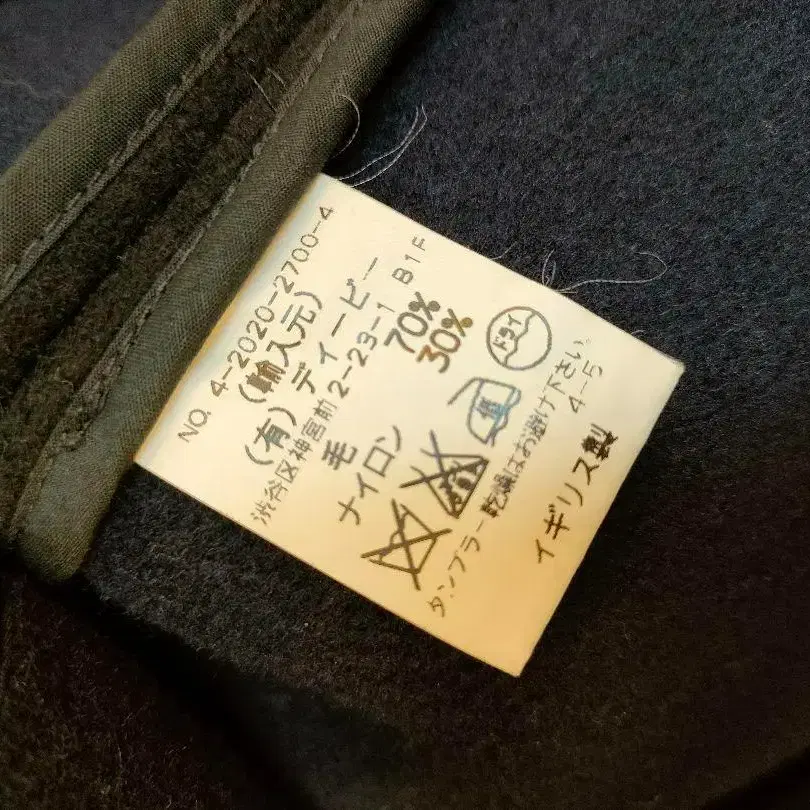 NO. 4-2020-2700-4
(輸入元)
(有) ディービー
渋谷区神宮前 2-23-1 B1F
毛 70%
ナイロン 30%
ドライ
タンブラー乾燥はお避け下さい。
4-5
イギリス製